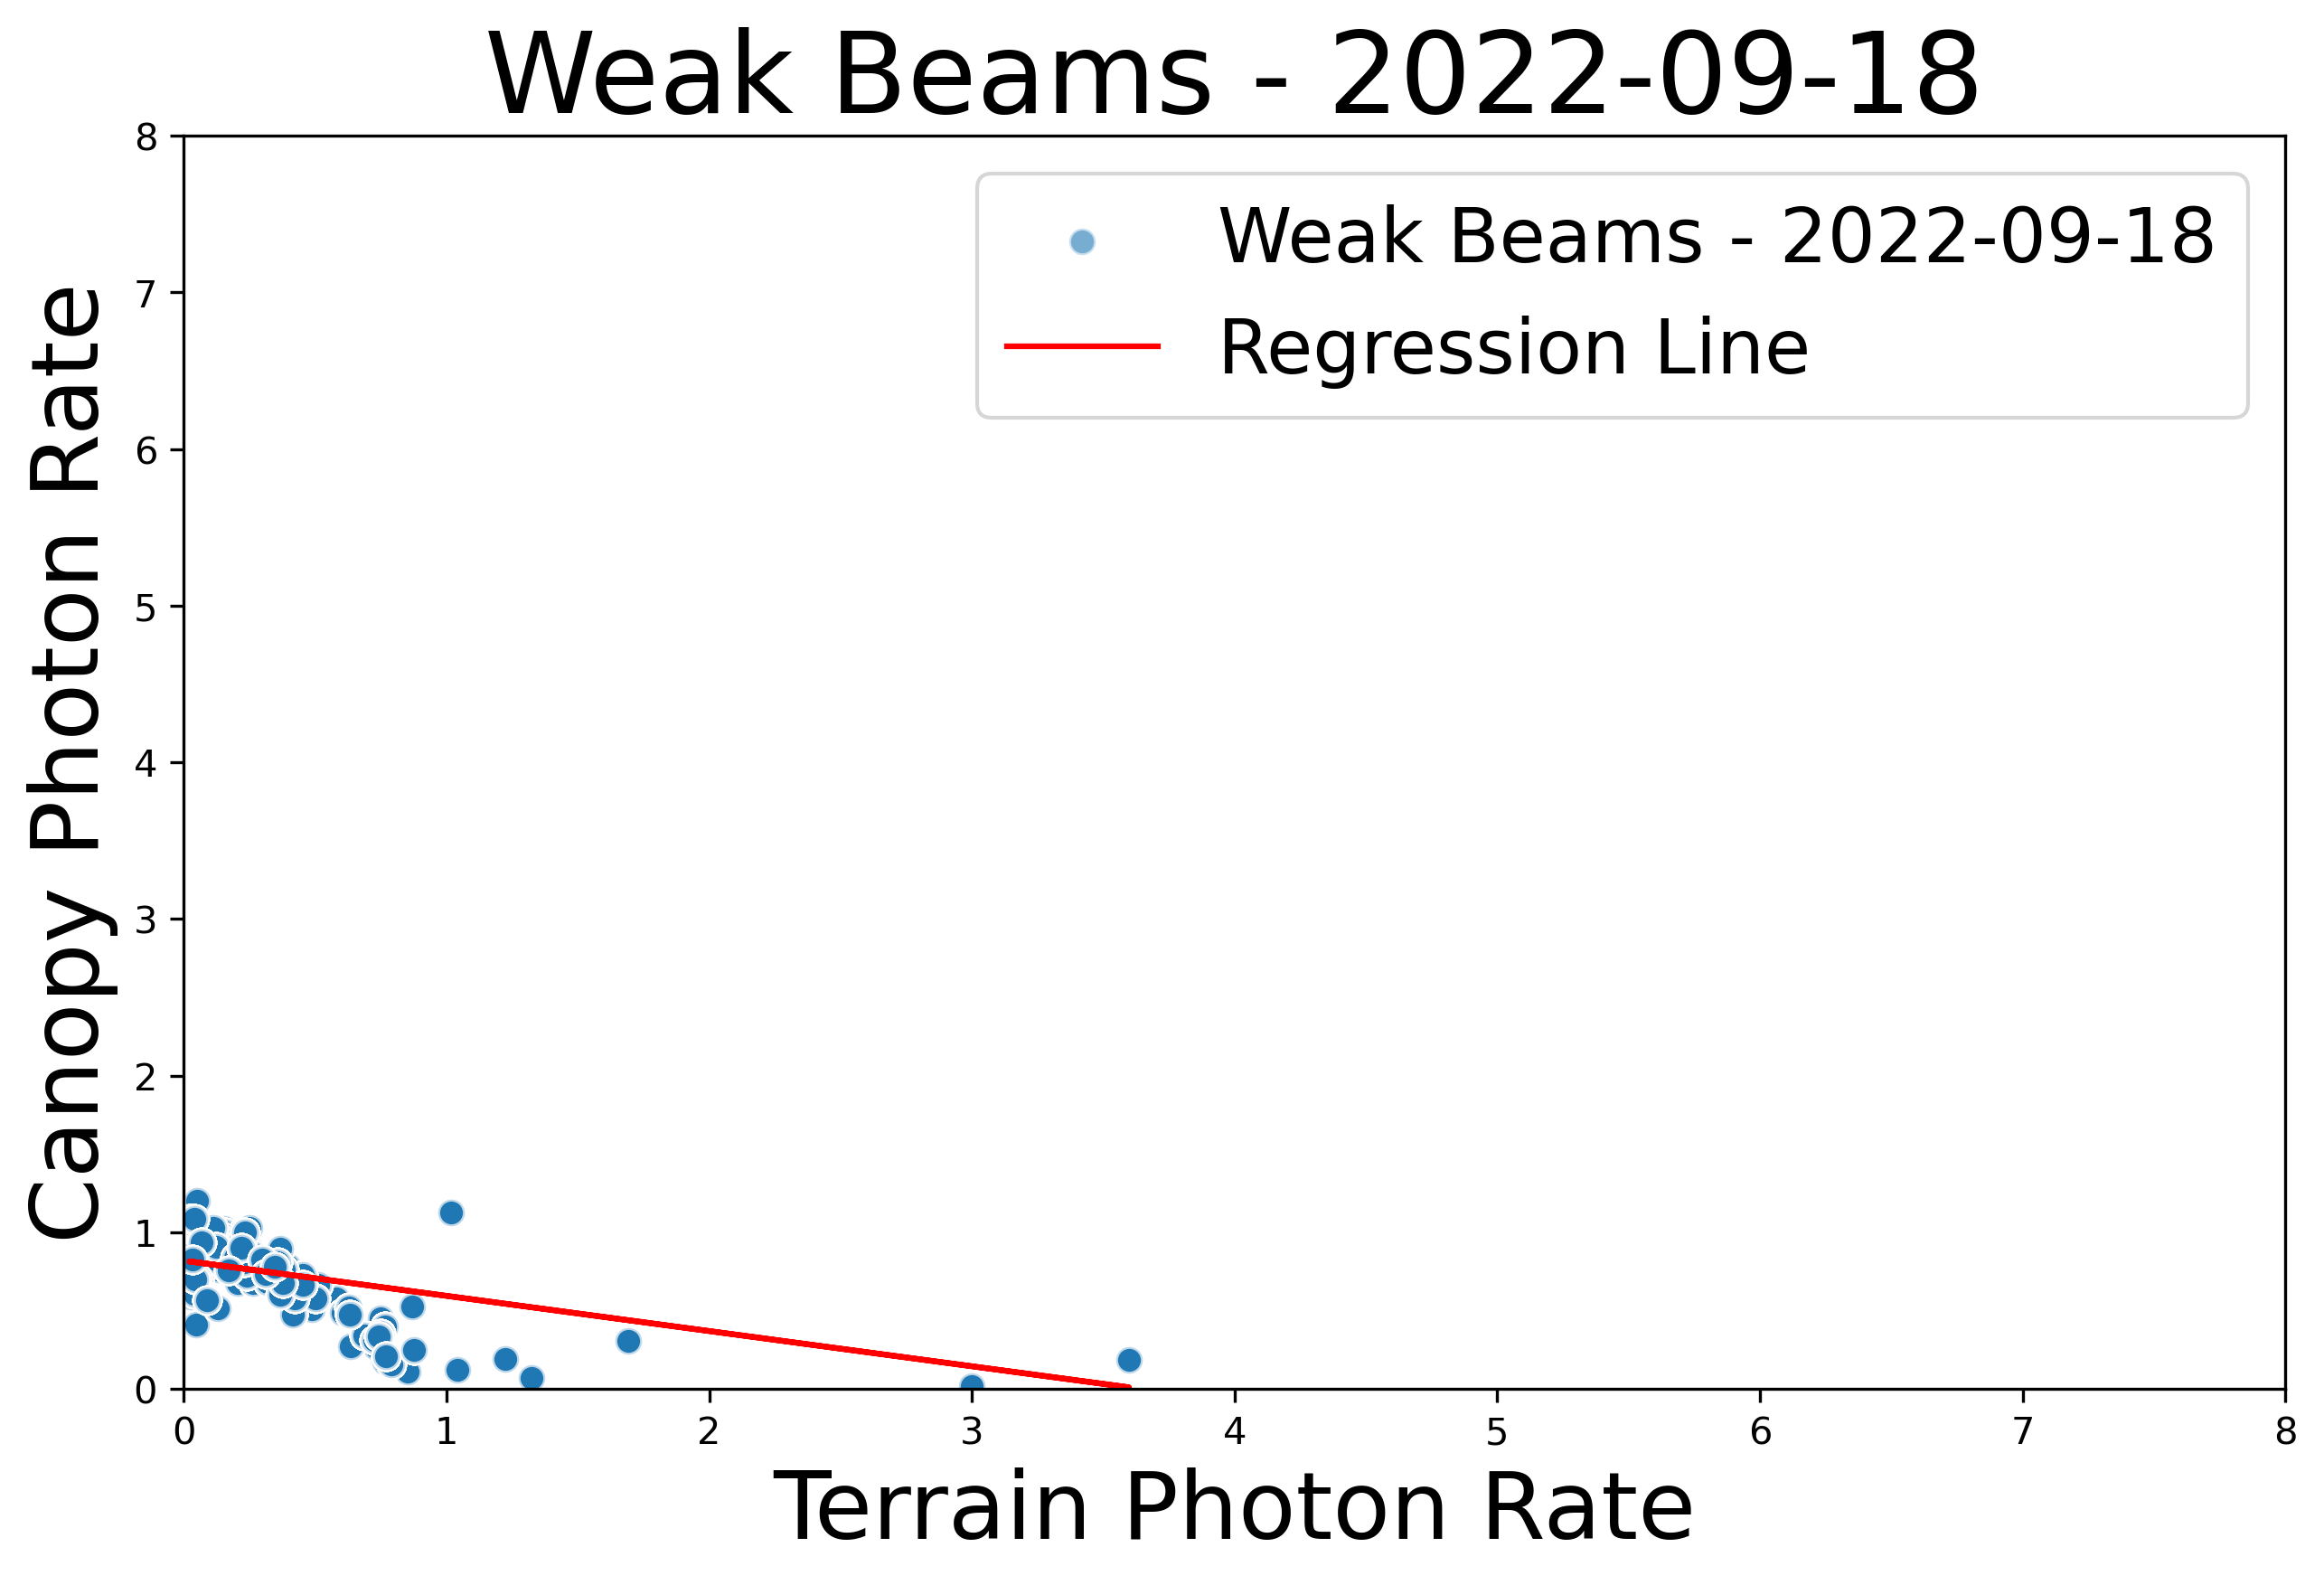 Weak Beams - 2022-09-18
Weak Beams - 2022-09-18
Regression Line
Canopy Photon Rate
8
7
6
5
4
3
2
1
0
0 1 2 3 4 5 6 7 8
Terrain Photon Rate